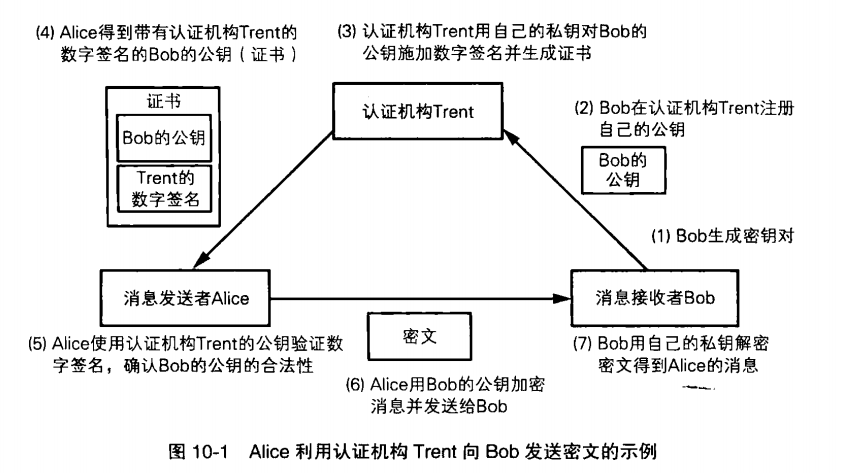 (4) Alice得到带有认证机构Trent的
数字签名的Bob的公钥（证书）
(3) 认证机构Trent用自己的私钥对Bob的
公钥施加数字签名并生成证书
证书
Bob的公钥
Trent的
数字签名
认证机构Trent
(2) Bob在认证机构Trent注册
自己的公钥
Bob的
公钥
(1) Bob生成密钥对
消息发送者Alice
消息接收者Bob
(5) Alice使用认证机构Trent的公钥验证数
字签名，确认Bob的公钥的合法性
密文
(6) Alice用Bob的公钥加密
消息并发送给Bob
(7) Bob用自己的私钥解密
密文得到Alice的消息
图 10-1 Alice 利用认证机构 Trent 向 Bob 发送密文的示例